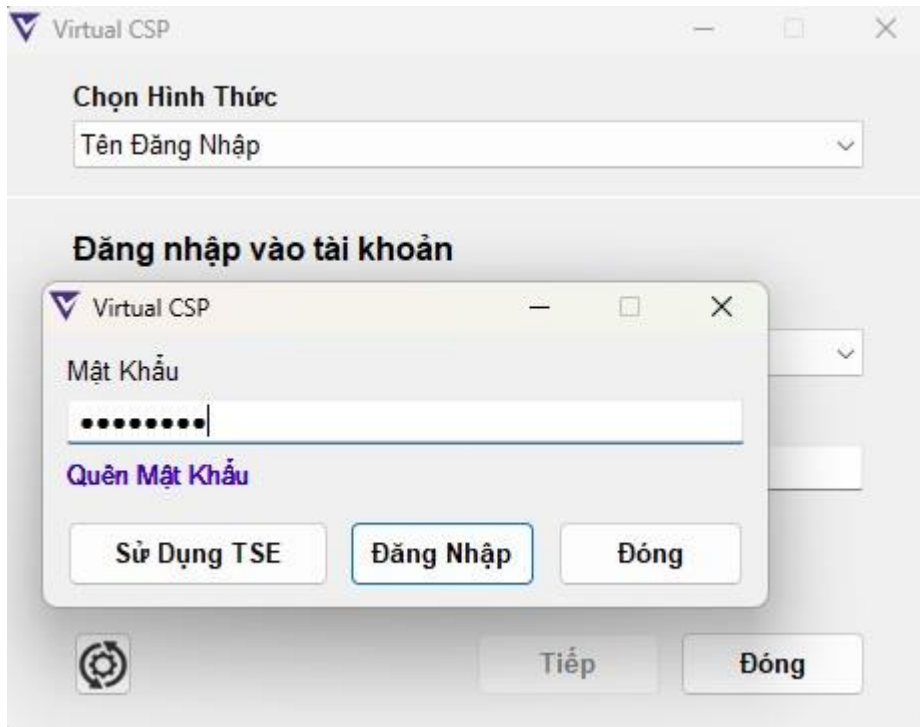 Virtual CSP
Chọn Hình Thức
Tên Đăng Nhập
Đăng nhập vào tài khoản
Virtual CSP
Mật Khẩu
Quên Mật Khẩu
Sử Dụng TSE Đăng Nhập Đóng
Tiếp Đóng